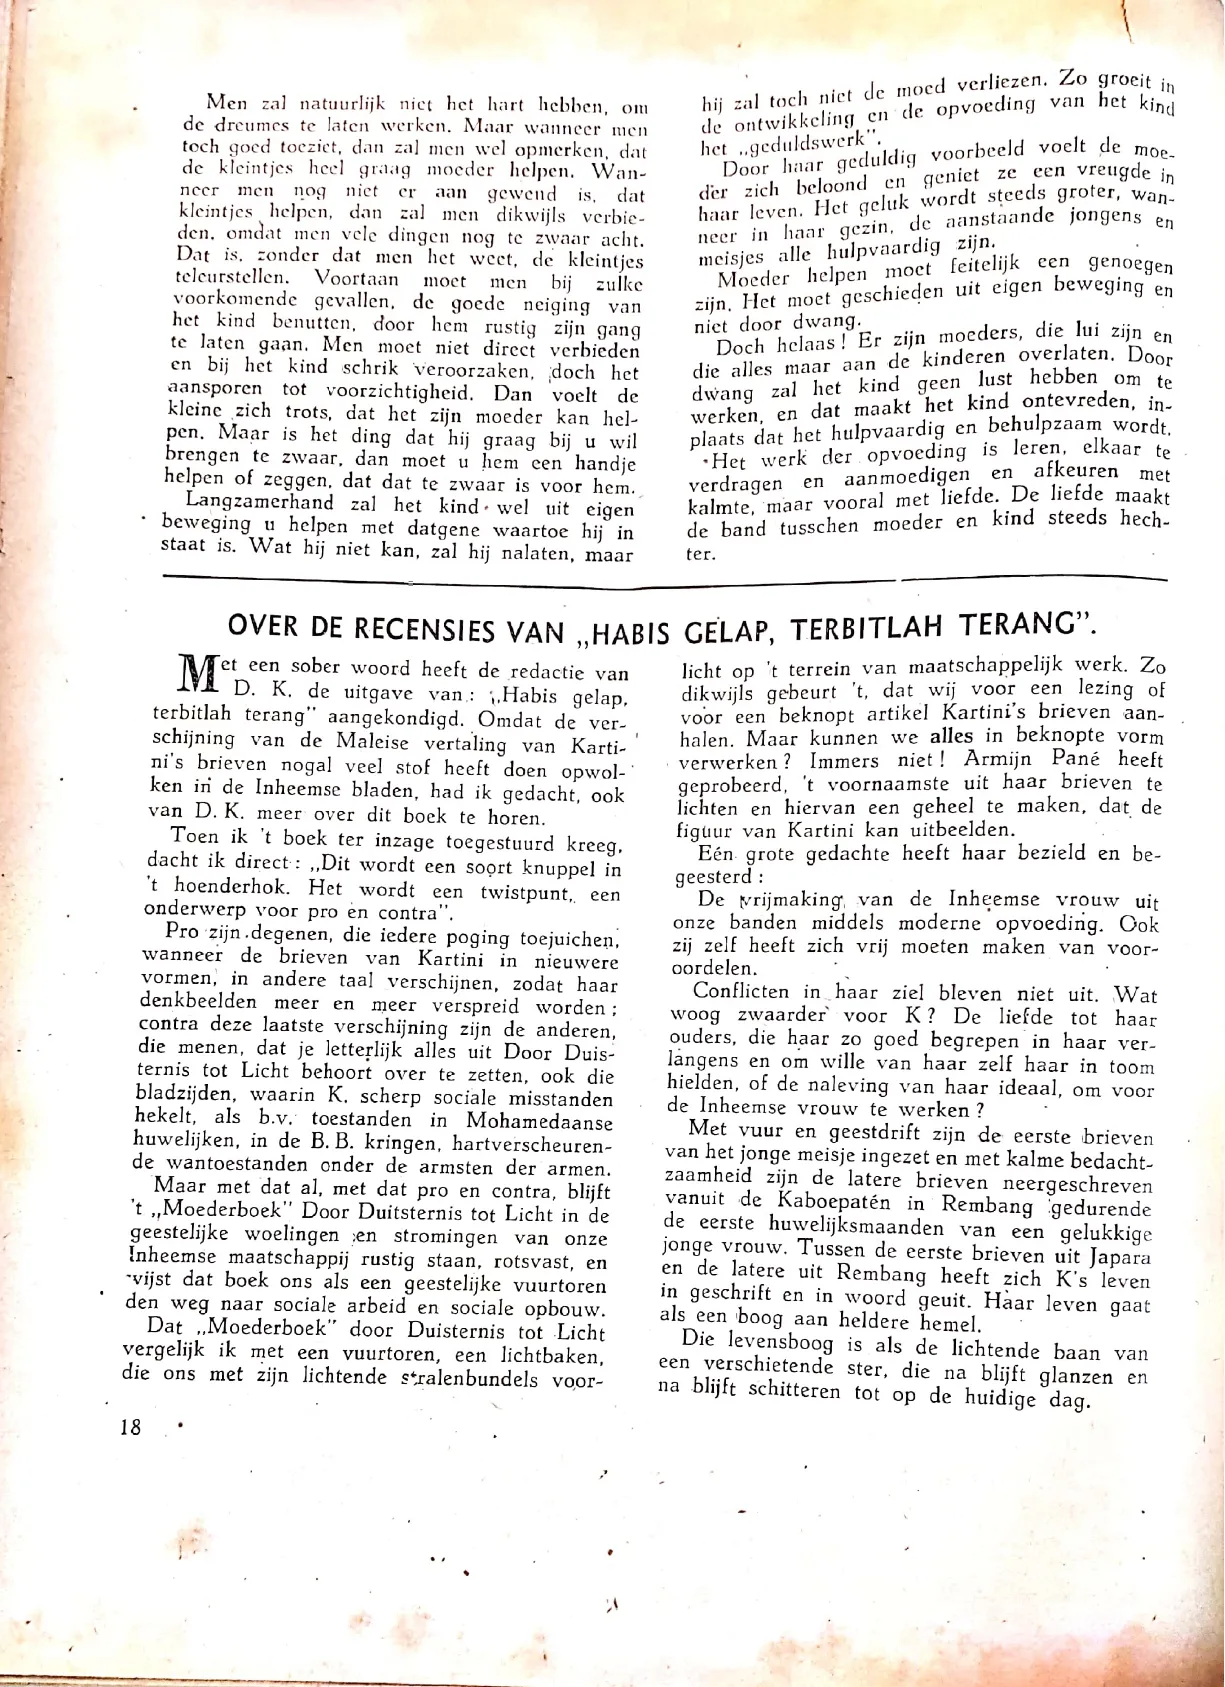 Men zal natuurlijk niet het hart hebben, om
de dreumes te laten werken. Maar wanneer men
toch goed toeziet, dan zal men wel opmerken, dat
de kleintjes heel graag moeder helpen. Wan-
neer men nog niet er aan gewend is, dat
kleintjes helpen, dan zal men dikwijls verbie-
den, omdat men vele dingen nog te zwaar acht.
Dat is, zonder dat men het weet, de kleintjes
teleurstellen. Voortaan moet men bij zulke
voorkomende gevallen, de goede neiging van
het kind benutten, door hem rustig zijn gang
te laten gaan. Men moet niet direct verbieden
en bij het kind schrik veroorzaken, doch het
aansporen tot voorzichtigheid. Dan voelt de
kleine zich trots, dat het zijn moeder kan hel-
pen. Maar is het ding dat hij graag bij u wil
brengen te zwaar, dan moet u hem een handje
helpen of zeggen, dat dat te zwaar is voor hem.
Langzamerhand zal het kind wel uit eigen
beweging u helpen met datgene waartoe hij in
staat is. Wat hij niet kan, zal hij nalaten, maar
hij zal toch niet de moed verliezen. Zo groeit in
de ontwikkeling en de opvoeding van het kind
het „geduldswerk".
Door haar geduldig voorbeeld voelt de moe-
der zich beloond en geniet ze een vreugde in
haar leven. Het geluk wordt steeds groter, wan-
neer in haar gezin, de aanstaande jongens en
meisjes alle hulpvaardig zijn.
Moeder helpen moet feitelijk een genoegen
zijn. Het moet geschieden uit eigen beweging en
niet door dwang.
Doch helaas! Er zijn moeders, die lui zijn en
die alles maar aan de kinderen overlaten. Door
dwang zal het kind geen lust hebben om te
werken, en dat maakt het kind ontevreden, in-
plaats dat het hulpvaardig en behulpzaam wordt.
Het werk der opvoeding is leren, elkaar te
verdragen en aanmoedigen en afkeuren met
kalmte, maar vooral met liefde. De liefde maakt
de band tusschen moeder en kind steeds hech-
ter.
OVER DE RECENSIES VAN „HABIS GELAP, TERBITLAH TERANG".
Met een sober woord heeft de redactie van
D. K. de uitgave van : „Habis gelap,
terbitlah terang" aangekondigd. Omdat de ver-
schijning van de Maleise vertaling van Karti-
ni's brieven nogal veel stof heeft doen opwol-
ken in de Inheemse bladen, had ik gedacht, ook
van D. K. meer over dit boek te horen.
Toen ik 't boek ter inzage toegestuurd kreeg,
dacht ik direct : „Dit wordt een soort knuppel in
't hoenderhok. Het wordt een twistpunt, een
onderwerp voor pro en contra".
Pro zijn degenen, die iedere poging toejuichen,
wanneer de brieven van Kartini in nieuwere
vormen, in andere taal verschijnen, zodat haar
denkbeelden meer en meer verspreid worden ;
contra deze laatste verschijning zijn de anderen,
die menen, dat je letterlijk alles uit Door Duis-
ternis tot Licht behoort over te zetten, ook die
bladzijden, waarin K. scherp sociale misstanden
hekelt, als b.v. toestanden in Mohamedaanse
huwelijken, in de B. B. kringen, hartverscheuren-
de wantoestanden onder de armsten der armen.
Maar met dat al, met dat pro en contra, blijft
't „Moederboek" Door Duitsternis tot Licht in de
geestelijke woelingen en stromingen van onze
Inheemse maatschappij rustig staan, rotsvast, en
wijst dat boek ons als een geestelijke vuurtoren
den weg naar sociale arbeid en sociale opbouw.
Dat „Moederboek" door Duisternis tot Licht
vergelijk ik met een vuurtoren, een lichtbaken,
die ons met zijn lichtende stralenbundels voor-
licht op 't terrein van maatschappelijk werk. Zo
dikwijls gebeurt 't, dat wij voor een lezing of
voor een beknopt artikel Kartini's brieven aan-
halen. Maar kunnen we alles in beknopte vorm
verwerken ? Immers niet ! Armijn Pané heeft
geprobeerd, 't voornaamste uit haar brieven te
lichten en hiervan een geheel te maken, dat de
figuur van Kartini kan uitbeelden.
Eén grote gedachte heeft haar bezield en be-
geesterd :
De vrijmaking van de Inheemse vrouw uit
onze banden middels moderne opvoeding. Ook
zij zelf heeft zich vrij moeten maken van voor-
oordelen.
Conflicten in haar ziel bleven niet uit. Wat
woog zwaarder voor K ? De liefde tot haar
ouders, die haar zo goed begrepen in haar ver-
langens en om wille van haar zelf haar in toom
hielden, of de naleving van haar ideaal, om voor
de Inheemse vrouw te werken ?
Met vuur en geestdrift zijn de eerste brieven
van het jonge meisje ingezet en met kalme bedacht-
zaamheid zijn de latere brieven neergeschreven
vanuit de Kaboepatén in Rembang gedurende
de eerste huwelijksmaanden van een gelukkige
jonge vrouw. Tussen de eerste brieven uit Japara
en de latere uit Rembang heeft zich K's leven
in geschrift en in woord geuit. Haar leven gaat
als een boog aan heldere hemel.
Die levensboog is als de lichtende baan van
een verschietende ster, die na blijft glanzen en
na blijft schitteren tot op de huidige dag.
18